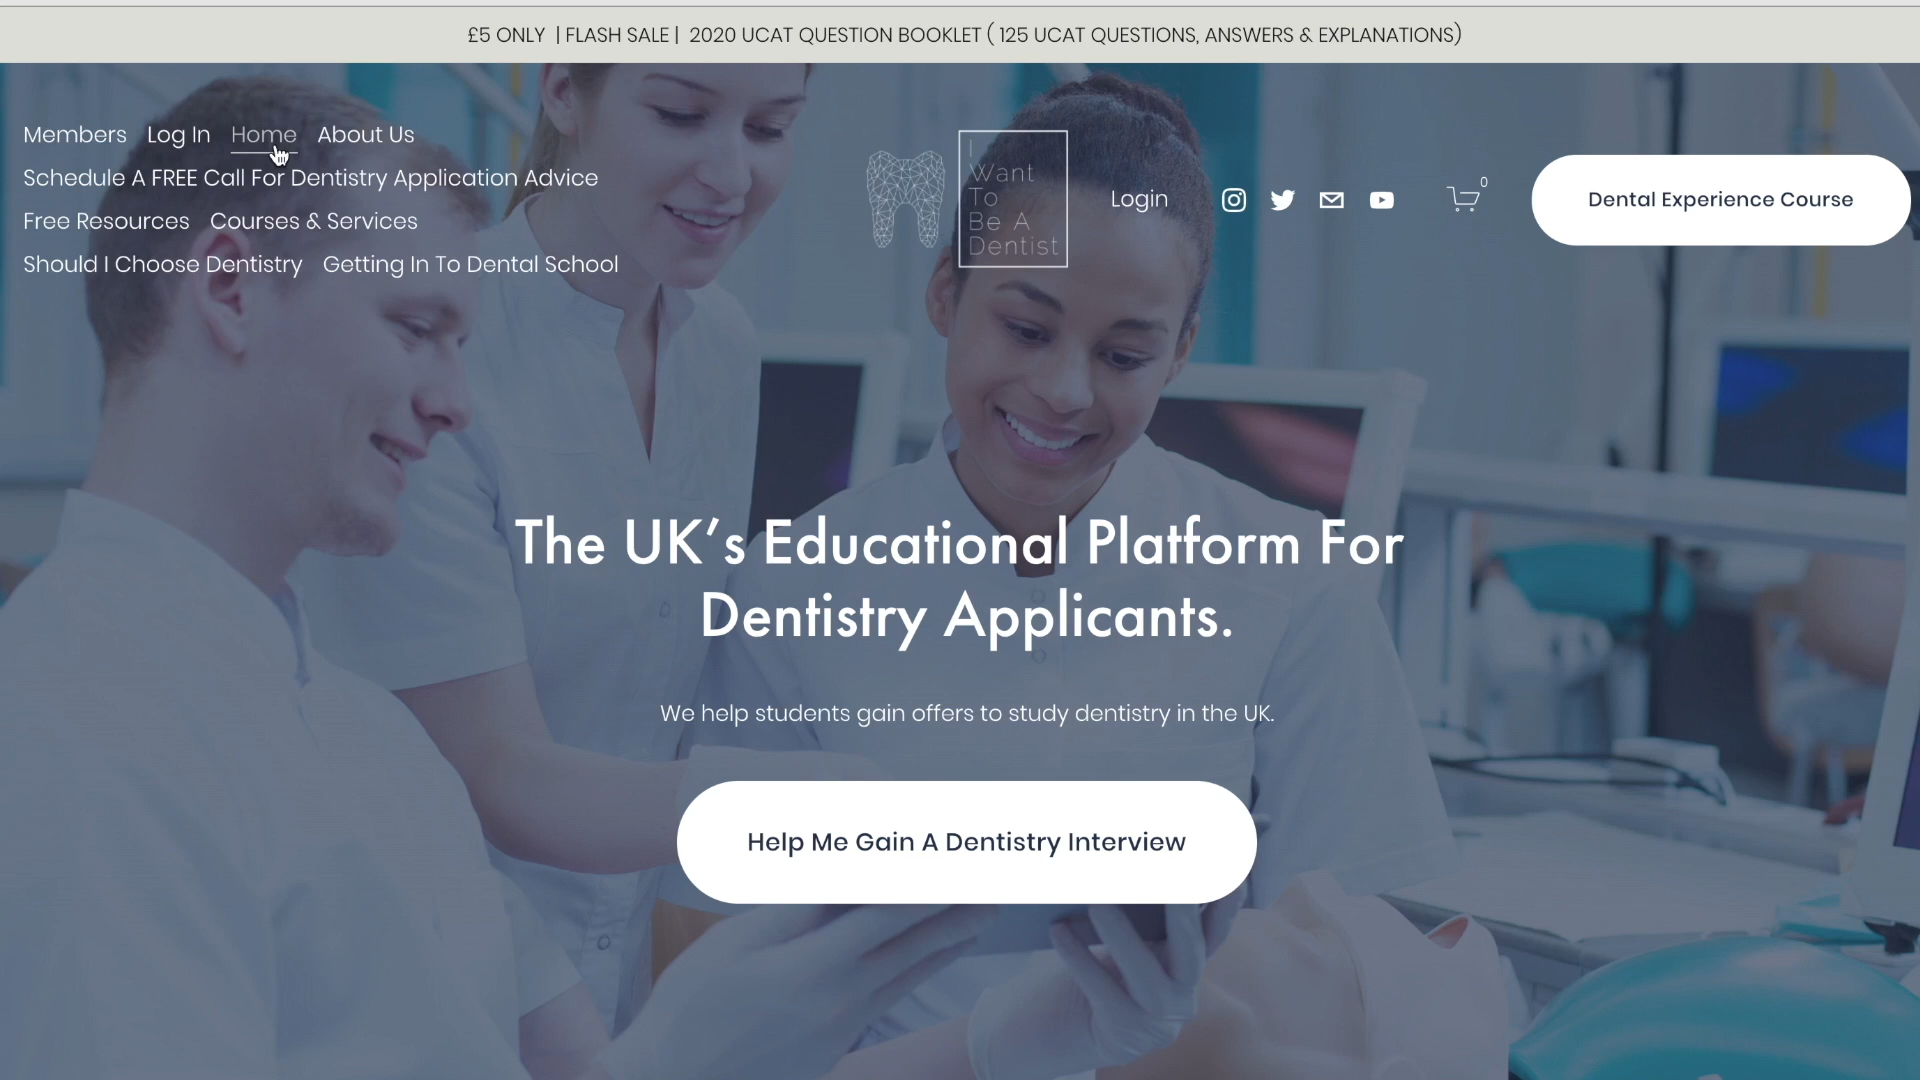 £5 ONLY | FLASH SALE | 2020 UCAT QUESTION BOOKLET ( 125 UCAT QUESTIONS, ANSWERS & EXPLANATIONS)
Members Log In Home About Us
Schedule A FREE Call For Dentistry Application Advice
Free Resources Courses & Services
Should I Choose Dentistry Getting In To Dental School
I
Want
To
Be A
Dentist
Login
0
Dental Experience Course
The UK's Educational Platform For
Dentistry Applicants.
We help students gain offers to study dentistry in the UK.
Help Me Gain A Dentistry Interview